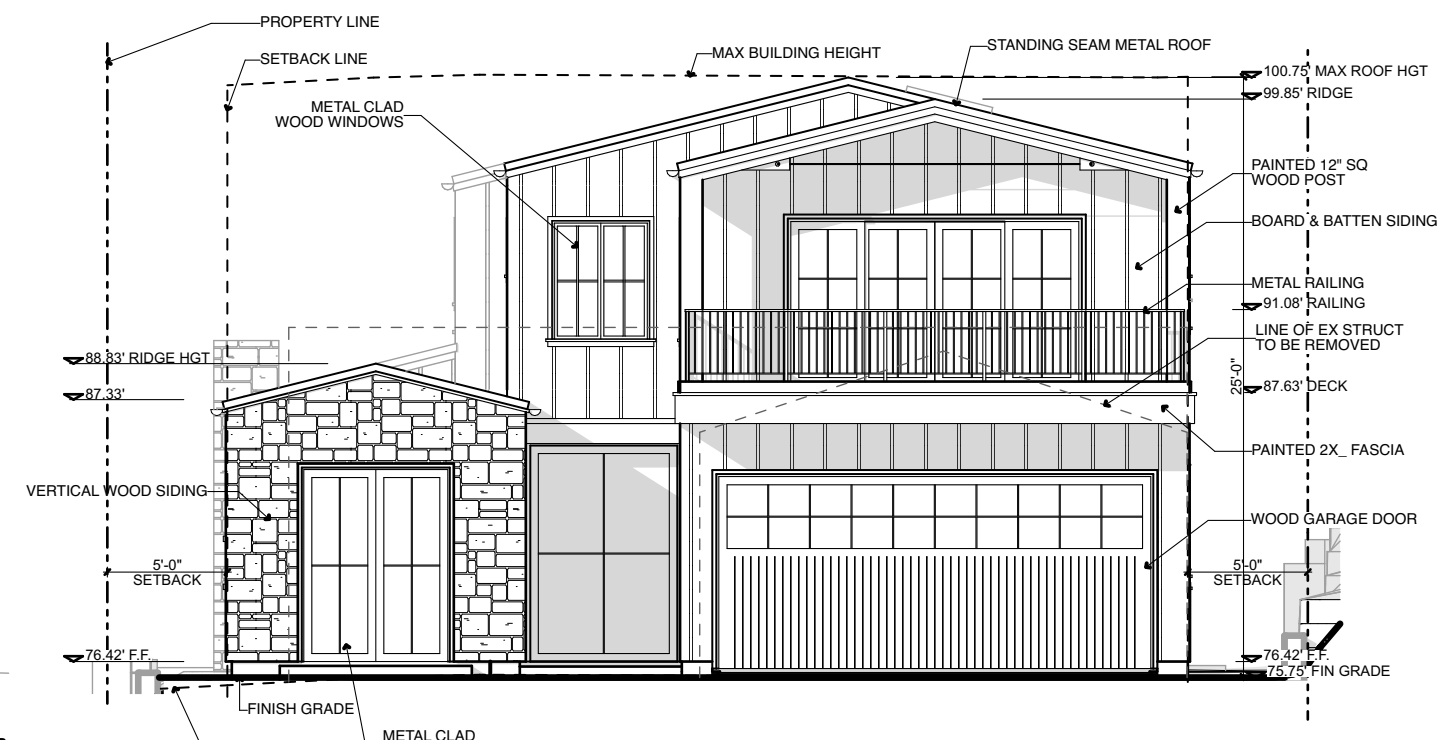 PROPERTY LINE
SETBACK LINE
MAX BUILDING HEIGHT
STANDING SEAM METAL ROOF
100.75' MAX ROOF HGT
99.85' RIDGE
METAL CLAD
WOOD WINDOWS
PAINTED 12" SQ
WOOD POST
BOARD & BATTEN SIDING
METAL RAILING
91.08' RAILING
LINE OF EX STRUCT
TO BE REMOVED
88.83' RIDGE HGT
87.33'
25'-0"
87.63' DECK
PAINTED 2X_ FASCIA
VERTICAL WOOD SIDING
WOOD GARAGE DOOR
5'-0"
SETBACK
5'-0"
SETBACK
76.42' F.F.
76.42' F.F.
75.75' FIN GRADE
FINISH GRADE
METAL CLAD